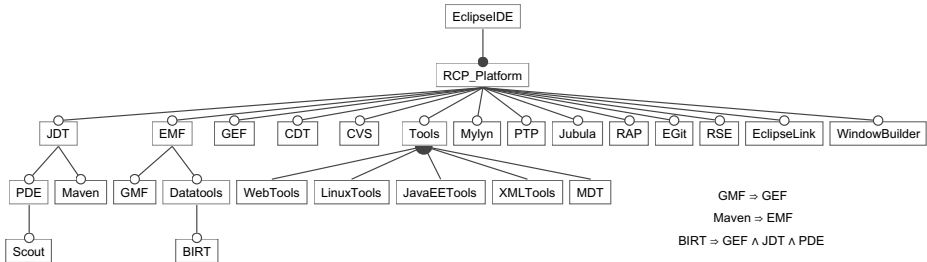 EclipseIDE
RCP_Platform
JDT EMF GEF CDT CVS Tools Mylyn PTP Jubula RAP EGit RSE EclipseLink WindowBuilder
PDE Maven GMF Datatools WebTools LinuxTools JavaEETools XMLTools MDT
GMF ⇒ GEF
Maven ⇒ EMF
BIRT ⇒ GEF ∧ JDT ∧ PDE
Scout BIRT